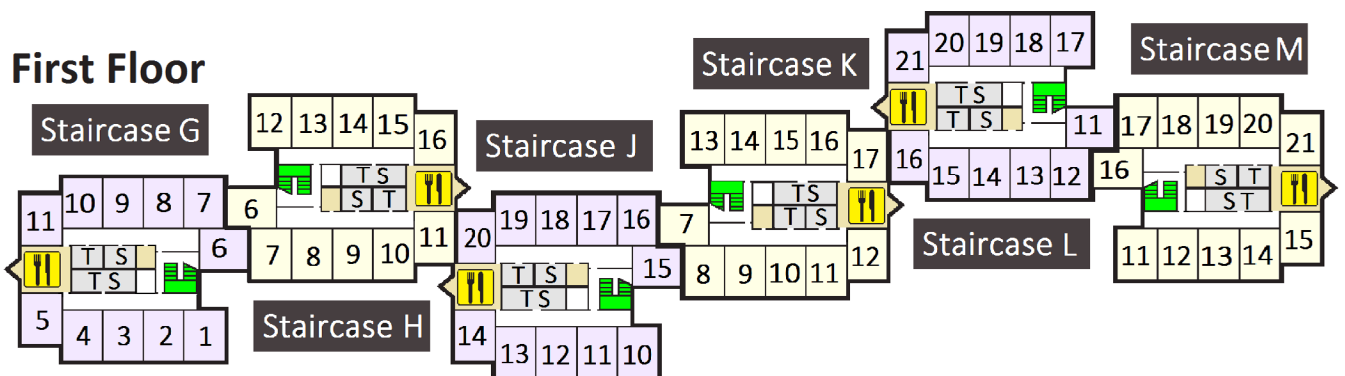 First Floor
Staircase G
11 10 9 8 7
6
T S
T S
5 4 3 2 1
Staircase H
12 13 14 15 16
6
T S
S T
7 8 9 10 11
Staircase J
20 19 18 17 16
15
T S
T S
14 13 12 11 10
Staircase K
13 14 15 16 17
7
T S
T S
8 9 10 11 12
Staircase L
21 20 19 18 17
11
T S
T S
16 15 14 13 12
Staircase M
17 18 19 20 21
16
S T
S T
11 12 13 14 15